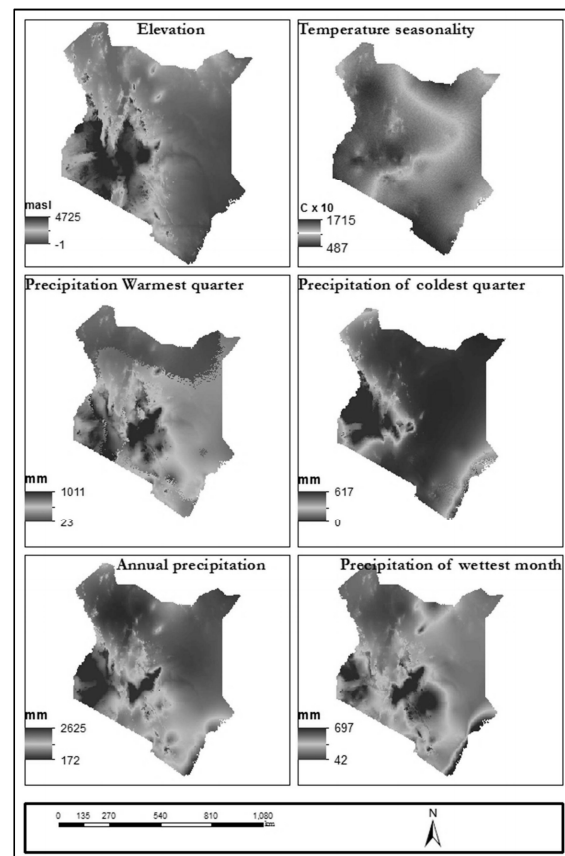 Elevation
masl
4725
-1
Temperature seasonality
C x 10
1715
487
Precipitation Warmest quarter
mm
1011
23
Precipitation of coldest quarter
mm
617
0
Annual precipitation
mm
2625
172
Precipitation of wettest month
mm
697
42
0 135 270 540 810 1,080
N